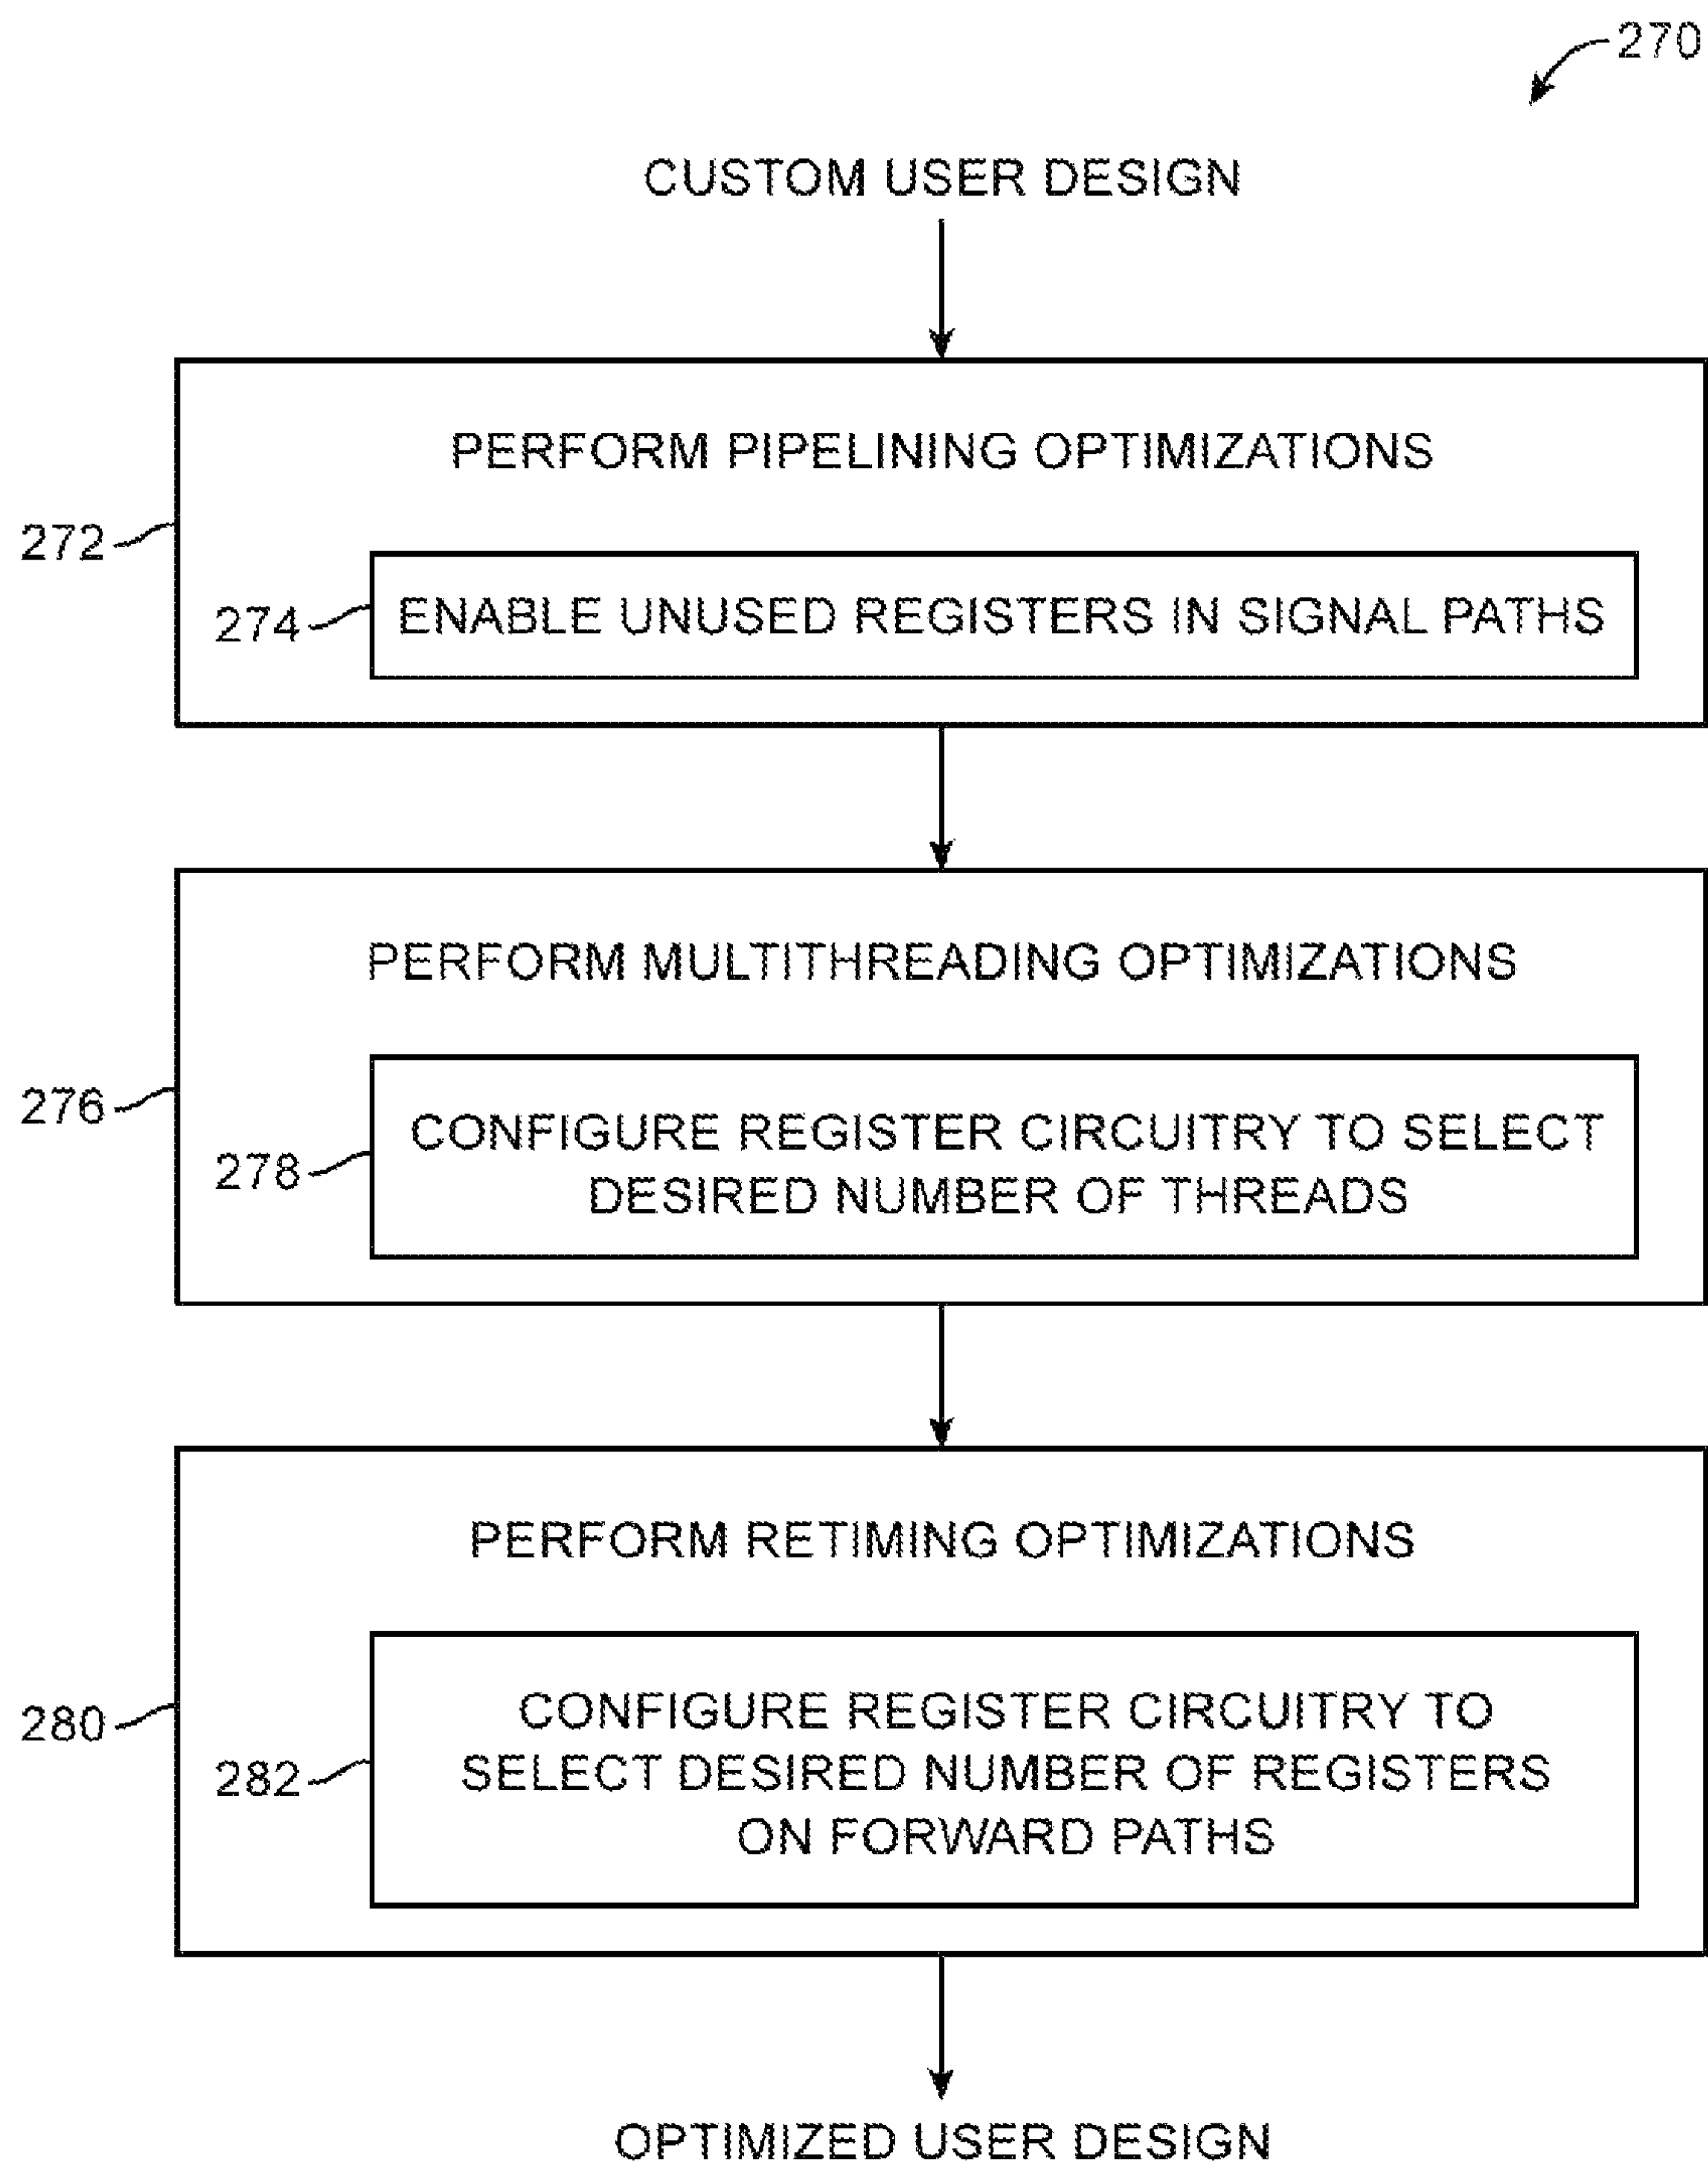 270
CUSTOM USER DESIGN
PERFORM PIPELINING OPTIMIZATIONS
272
274
ENABLE UNUSED REGISTERS IN SIGNAL PATHS
PERFORM MULTITHREADING OPTIMIZATIONS
276
278
CONFIGURE REGISTER CIRCUITRY TO SELECT
DESIRED NUMBER OF THREADS
PERFORM RETIMING OPTIMIZATIONS
280
282
CONFIGURE REGISTER CIRCUITRY TO
SELECT DESIRED NUMBER OF REGISTERS
ON FORWARD PATHS
OPTIMIZED USER DESIGN